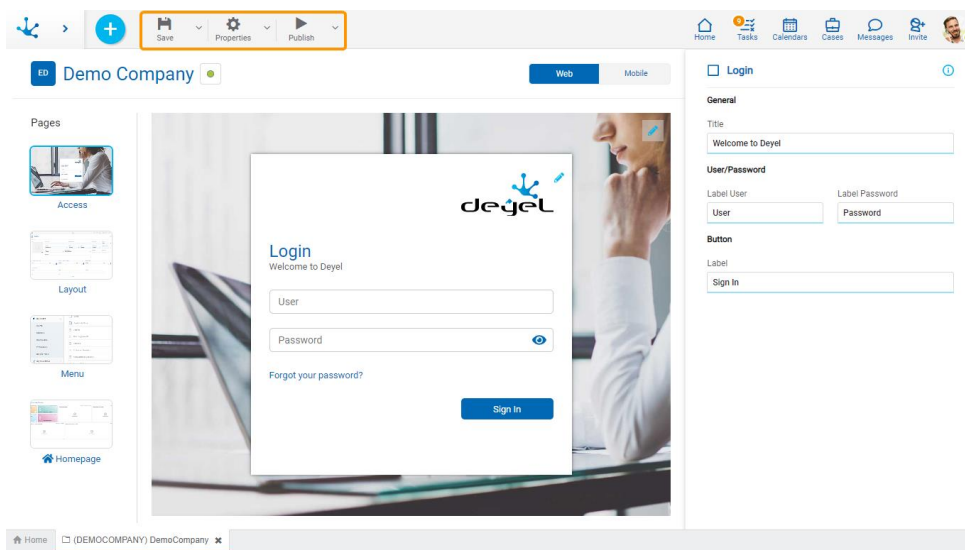 Save
Properties
Publish
Home
9
Tasks
Calendars
Cases
Messages
Invite
ED
Demo Company
Web
Mobile
Pages
Access
Layout
Menu
Homepage
deyel
Login
Welcome to Deyel
User
Password
Forgot your password?
Sign In
Login
General
Title
Welcome to Deyel
User/Password
Label User
Label Password
User
Password
Button
Label
Sign In
Home
(DEMOCOMPANY) DemoCompany